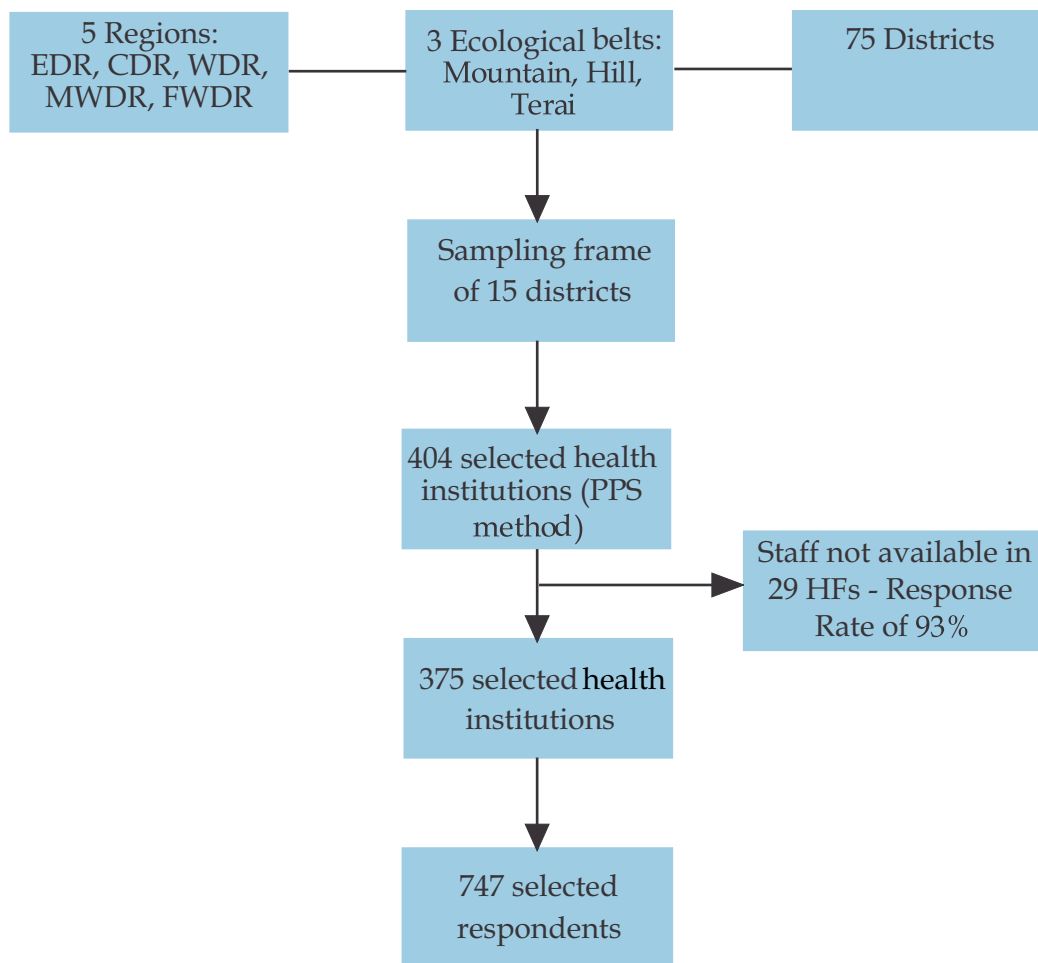 5 Regions:
EDR, CDR, WDR,
MWDR, FWDR
3 Ecological belts:
Mountain, Hill,
Terai
75 Districts
Sampling frame
of 15 districts
404 selected health
institutions (PPS
method)
Staff not available in
29 HFs - Response
Rate of 93%
375 selected health
institutions
747 selected
respondents